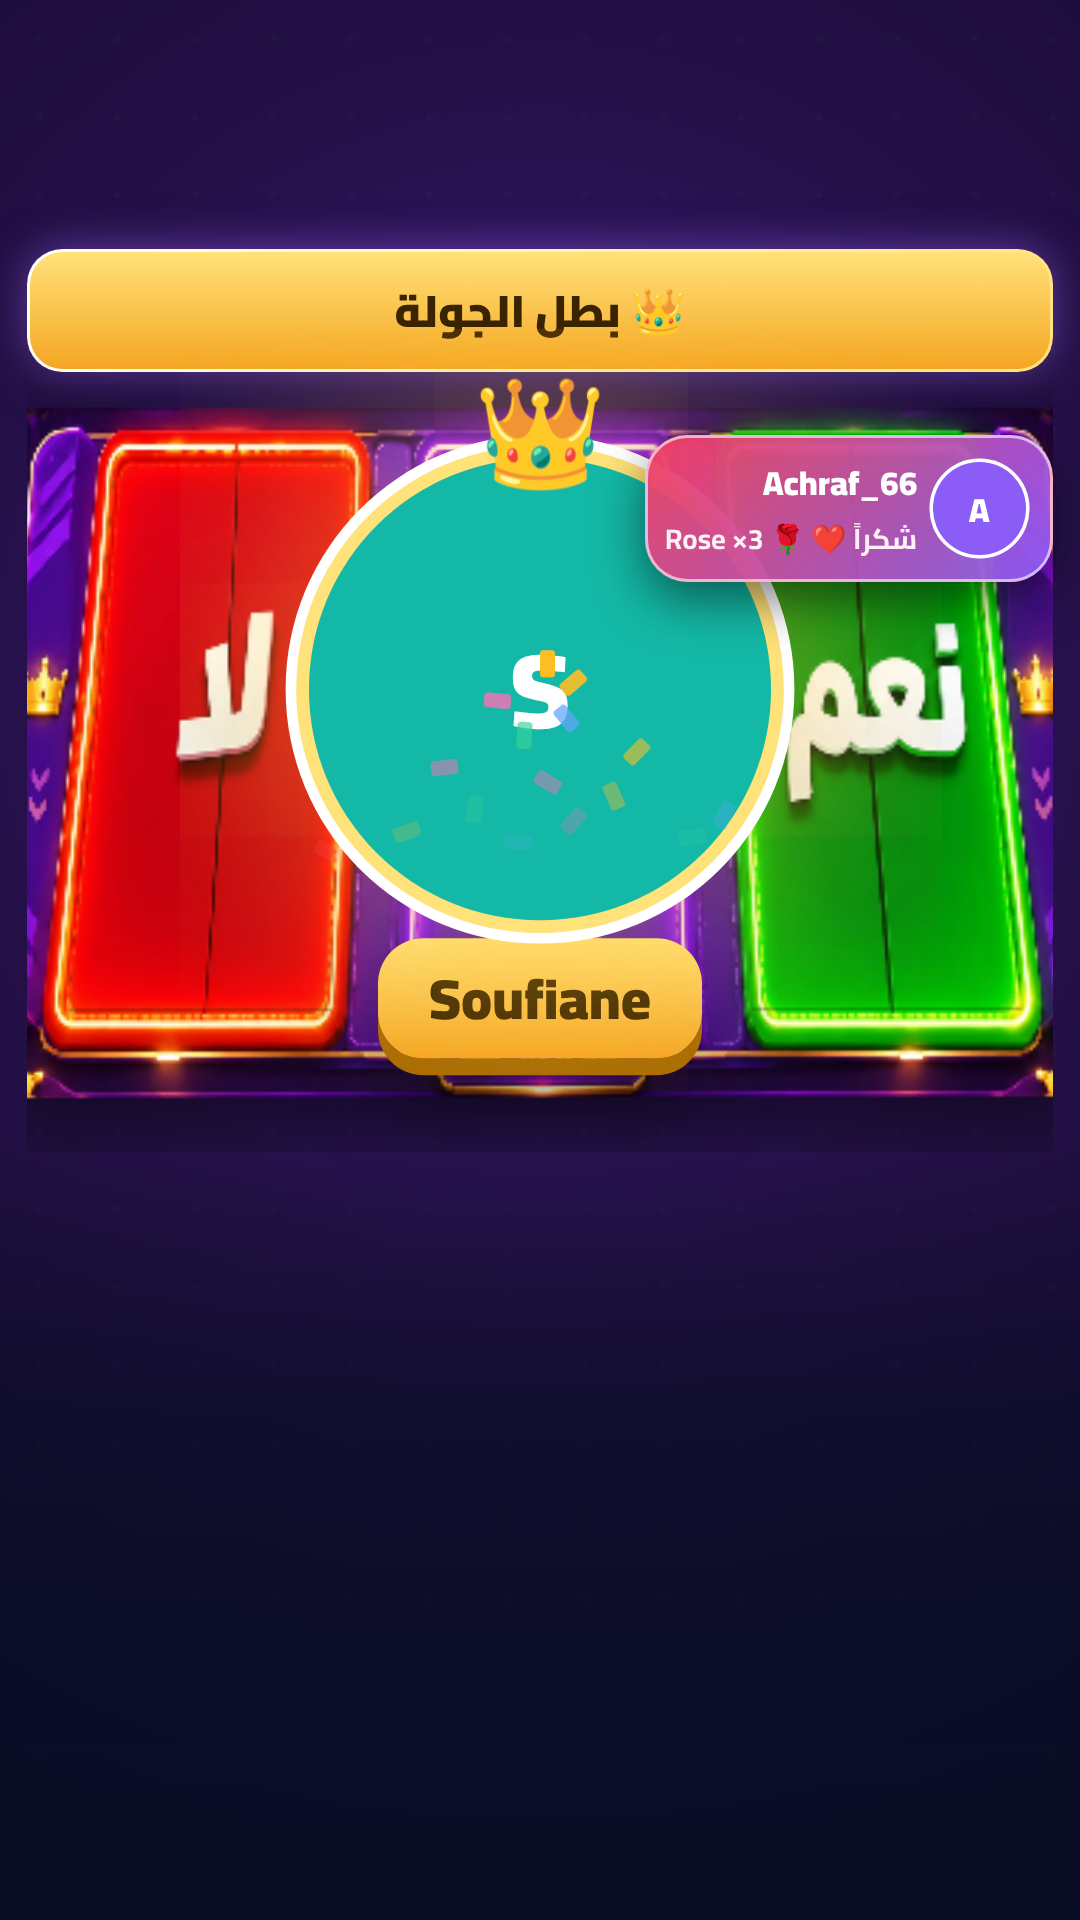 👑 بطل الجولة
Achraf_66
شكراً ❤️ 🌹 Rose ×3
A
نعم
S
لا
Soufiane